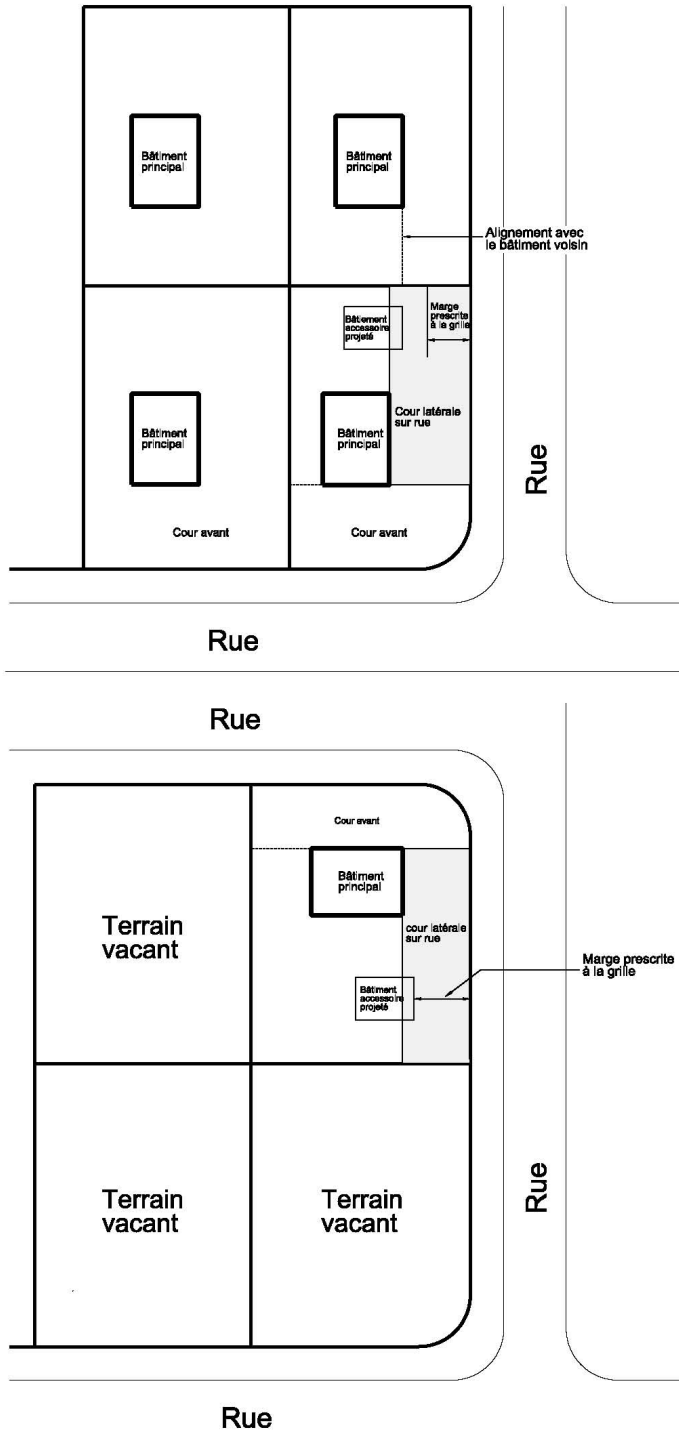 Bâtiment
principal
Bâtiment
principal
Alignement avec
le bâtiment voisin
Bâtiement
accessoire
projeté
Marge
prescrite
à la grille
Bâtiment
principal
Bâtiment
principal
Cour latérale
sur rue
Rue
Cour avant
Cour avant
Rue
Rue
Cour avant
Bâtiment
principal
Terrain
vacant
cour latérale
sur rue
Marge prescrite
à la grille
Bâtiment
accessoire
projeté
Terrain
vacant
Terrain
vacant
Rue
Rue